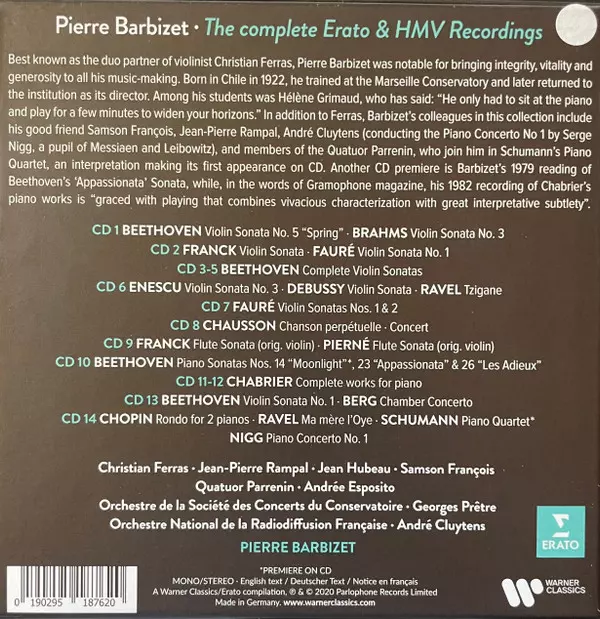 Pierre Barbizet · The complete Erato & HMV Recordings
Best known as the duo partner of violinist Christian Ferras, Pierre Barbizet was notable for bringing integrity, vitality and
generosity to all his music-making. Born in Chile in 1922, he trained at the Marseille Conservatory and later returned to
the institution as its director. Among his students was Hélène Grimaud, who has said: “He only had to sit at the piano
and play for a few minutes to widen your horizons.” In addition to Ferras, Barbizet’s colleagues in this collection include
his good friend Samson François, Jean-Pierre Rampal, André Cluytens (conducting the Piano Concerto No 1 by Serge
Nigg, a pupil of Messiaen and Leibowitz), and members of the Quatuor Parrenin, who join him in Schumann’s Piano
Quartet, an interpretation making its first appearance on CD. Another CD premiere is Barbizet’s 1979 reading of
Beethoven’s ‘Appassionata’ Sonata, while, in the words of Gramophone magazine, his 1982 recording of Chabrier’s
piano works is “graced with playing that combines vivacious characterization with great interpretative subtlety”.
CD 1 BEETHOVEN Violin Sonata No. 5 “Spring” · BRAHMS Violin Sonata No. 3
CD 2 FRANCK Violin Sonata · FAURÉ Violin Sonata No. 1
CD 3-5 BEETHOVEN Complete Violin Sonatas
CD 6 ENESCU Violin Sonata No. 3 · DEBUSSY Violin Sonata · RAVEL Tzigane
CD 7 FAURÉ Violin Sonatas Nos. 1 & 2
CD 8 CHAUSSON Chanson perpétuelle · Concert
CD 9 FRANCK Flute Sonata (orig. violin) · PIERNÉ Flute Sonata (orig. violin)
CD 10 BEETHOVEN Piano Sonatas Nos. 14 “Moonlight”*, 23 “Appassionata” & 26 “Les Adieux”
CD 11-12 CHABRIER Complete works for piano
CD 13 BEETHOVEN Violin Sonata No. 1 · BERG Chamber Concerto
CD 14 CHOPIN Rondo for 2 pianos · RAVEL Ma mère l’Oye · SCHUMANN Piano Quartet*
NIGG Piano Concerto No. 1
Christian Ferras · Jean-Pierre Rampal · Jean Hubeau · Samson François
Quatuor Parrenin · Andrée Esposito
Orchestre de la Société des Concerts du Conservatoire · Georges Prêtre
Orchestre National de la Radiodiffusion Française · André Cluytens
PIERRE BARBIZET
ERATO
*PREMIERE ON CD
MONO/STEREO · English text / Deutscher Text / Notice en français
A Warner Classics/Erato compilation, ℗ & © 2020 Parlophone Records Limited
Made in Germany. www.warnerclassics.com
0 190295 187620
WARNER
CLASSICS